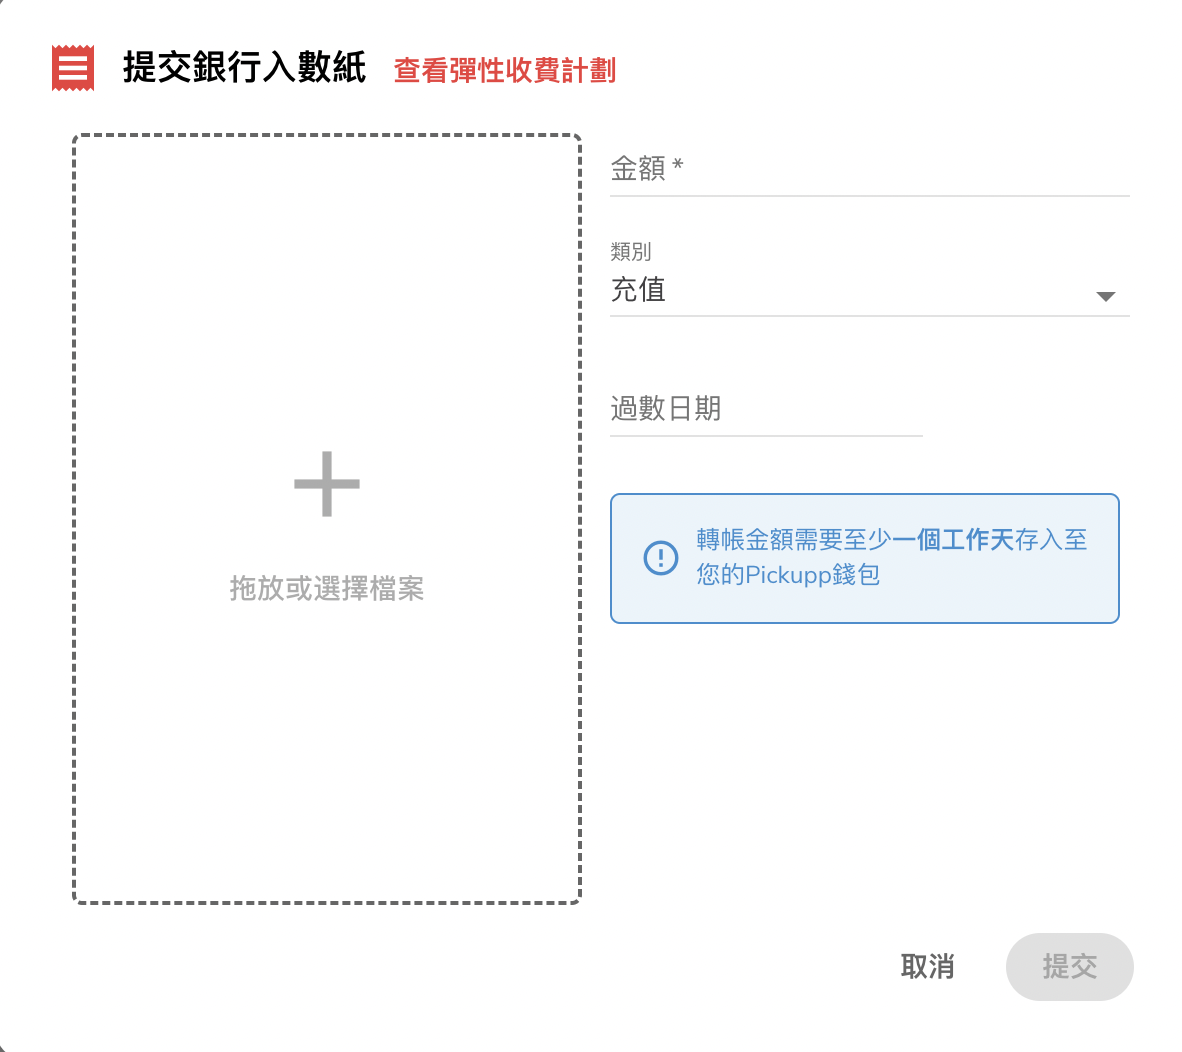 提交銀行入數紙 查看彈性收費計劃
金額 *
類別
充值
過數日期
拖放或選擇檔案
轉帳金額需要至少一個工作天存入至
您的Pickupp錢包
取消 提交